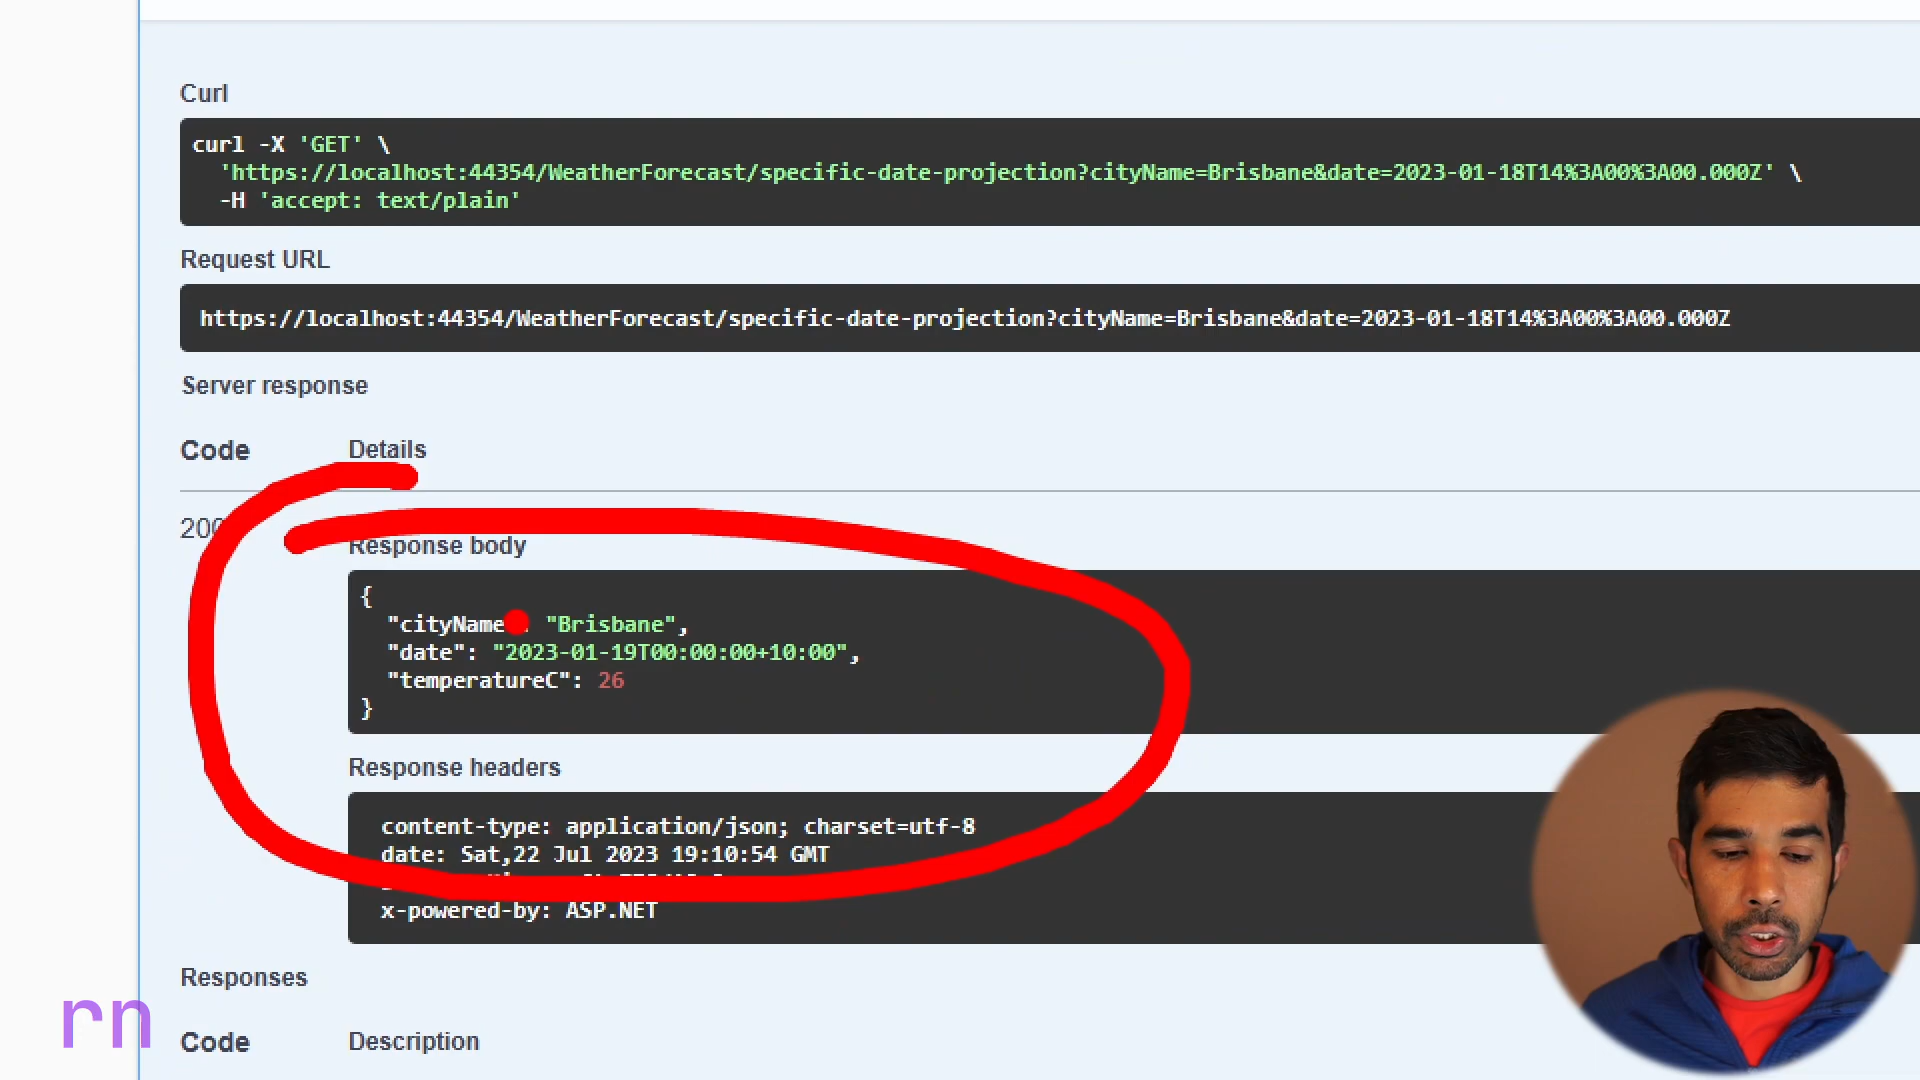 Curl
curl -X 'GET' \
'https://localhost:44354/WeatherForecast/specific-date-projection?cityName=Brisbane&date=2023-01-18T14%3A00%3A00.000Z' \
-H 'accept: text/plain'
Request URL
https://localhost:44354/WeatherForecast/specific-date-projection?cityName=Brisbane&date=2023-01-18T14%3A00%3A00.000Z
Server response
Code Details
200
Response body
{
"cityName": "Brisbane",
"date": "2023-01-19T00:00:00+10:00",
"temperatureC": 26
}
Response headers
content-type: application/json; charset=utf-8
date: Sat,22 Jul 2023 19:10:54 GMT
x-powered-by: ASP.NET
Responses
rn
Code Description